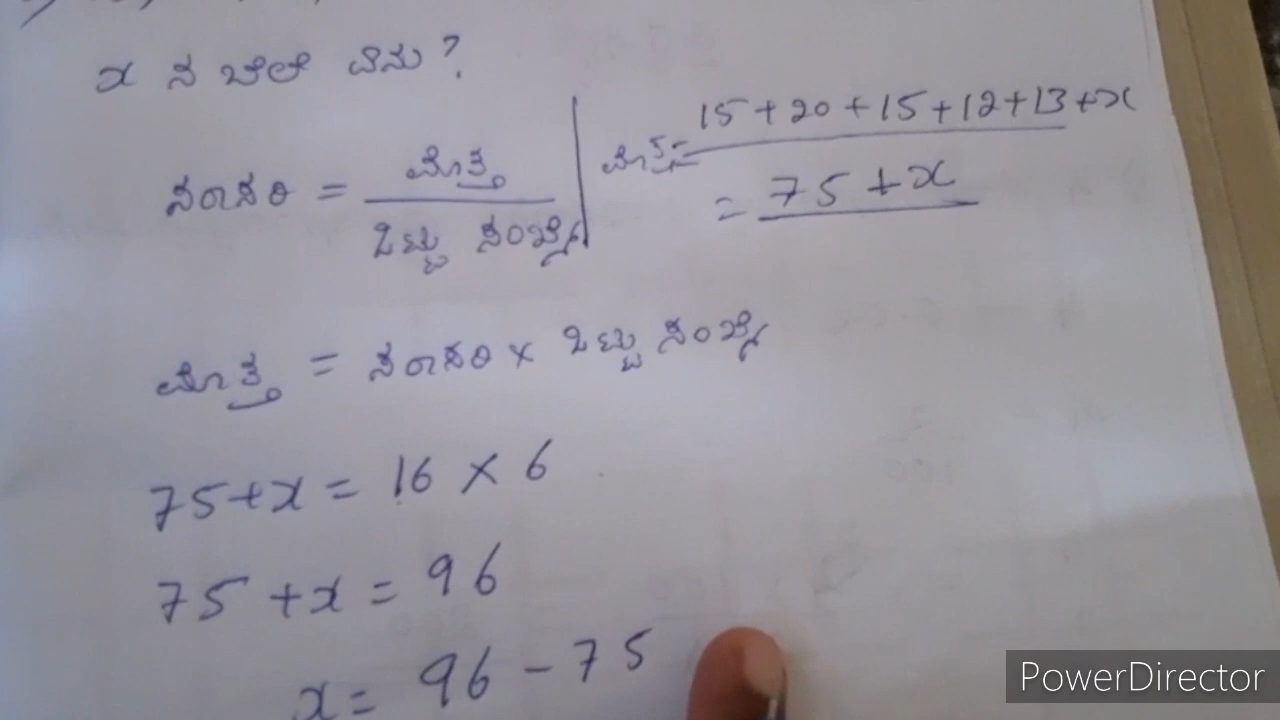 x ನ ಬೆಲೆ ಏನು?
ಸರಾಸರಿ = ಮೊತ್ತ / ಒಟ್ಟು ಸಂಖ್ಯೆ
ಮೊತ್ತ = 15+20+15+12+13+x
= 75+x
ಮೊತ್ತ = ಸರಾಸರಿ × ಒಟ್ಟು ಸಂಖ್ಯೆ
75+x = 16 × 6
75+x = 96
x = 96-75
PowerDirector